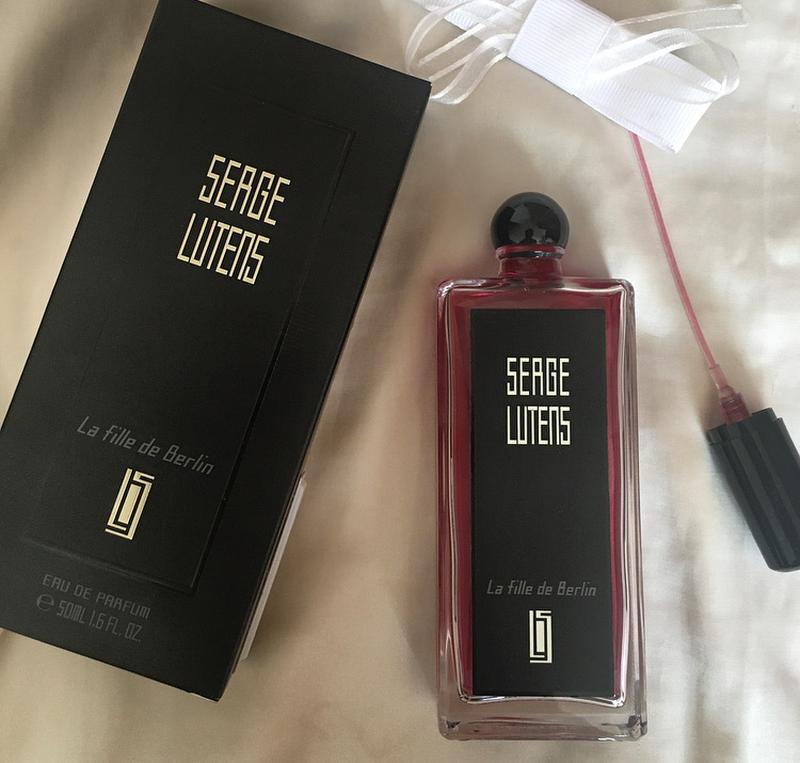 SERGE
LUTENS
La fille de Berlin
EAU DE PARFUM
e 50ML 1.6 FL. OZ.
SERGE
LUTENS
La fille de Berlin